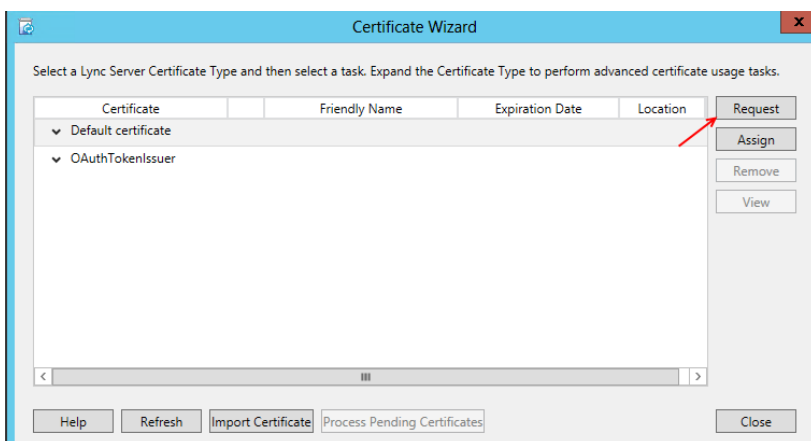 Certificate Wizard
x
Select a Lync Server Certificate Type and then select a task. Expand the Certificate Type to perform advanced certificate usage tasks.
Certificate Friendly Name Expiration Date Location Request
Default certificate
Assign
OAuthTokenIssuer
Remove
View
Help Refresh Import Certificate Process Pending Certificates Close